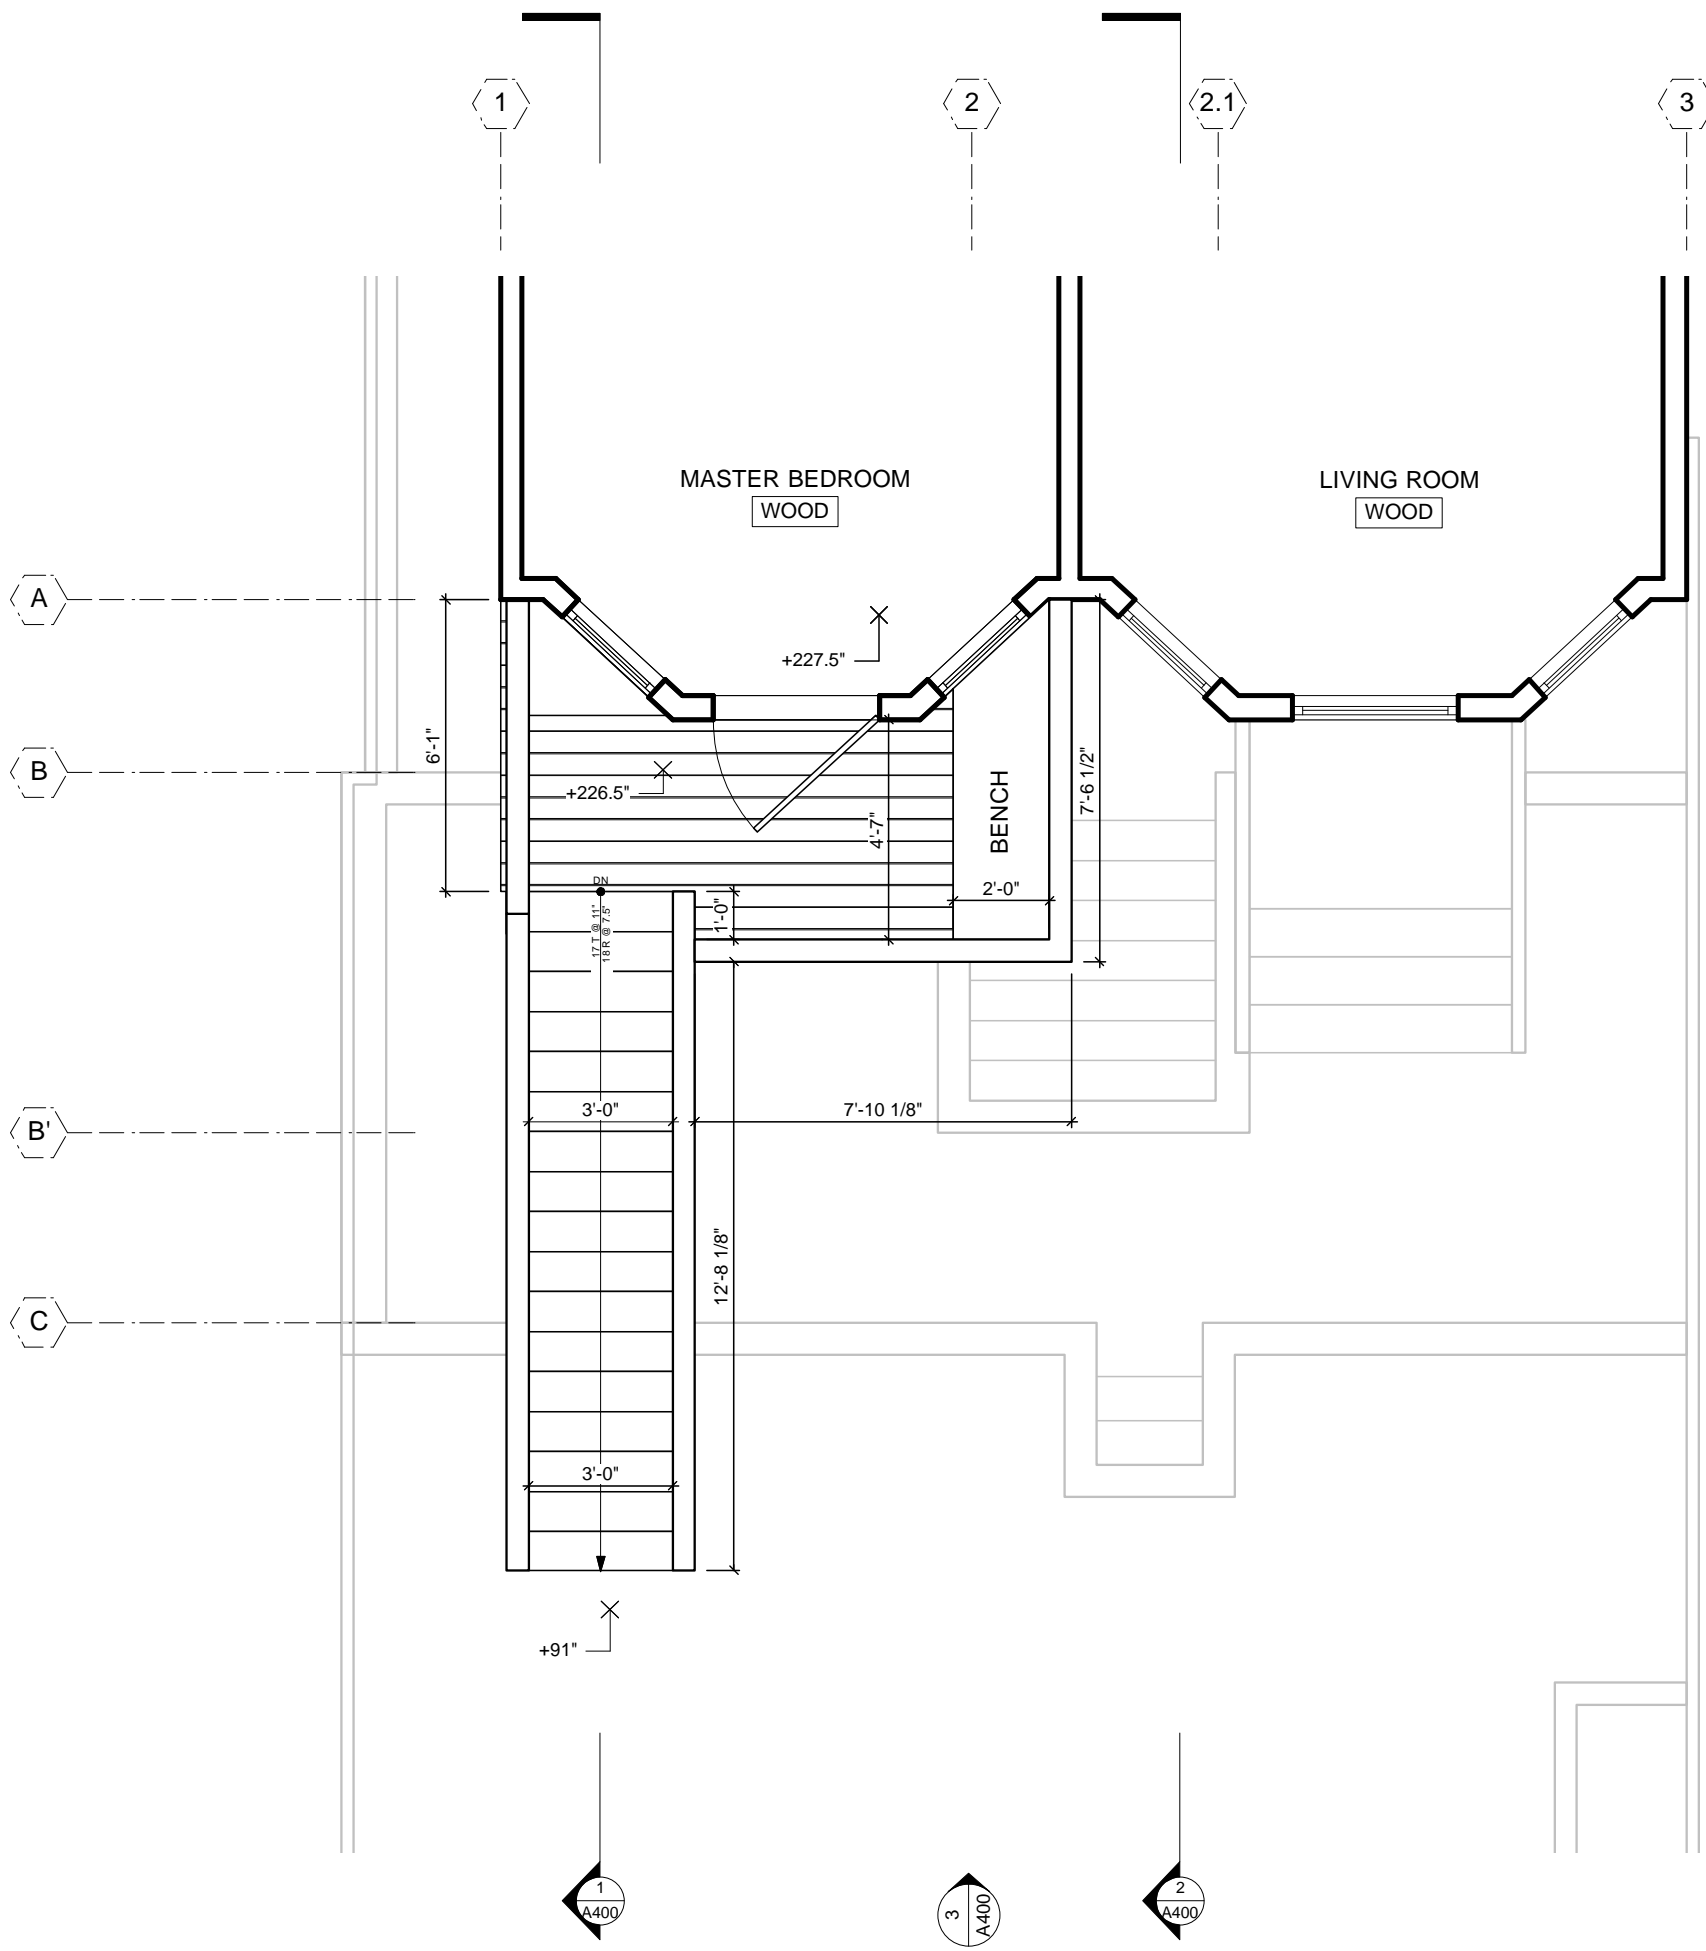 1
2
2.1
3
MASTER BEDROOM
WOOD
LIVING ROOM
WOOD
A
+227.5"
6'-1"
B
+226.5"
4'-7"
BENCH
7'-6 1/2"
DN
17 T @ 11"
18 R @ 7.5"
1'-0"
2'-0"
B'
3'-0"
7'-10 1/8"
12'-8 1/8"
C
3'-0"
+91"
1
A400
3
A400
2
A400